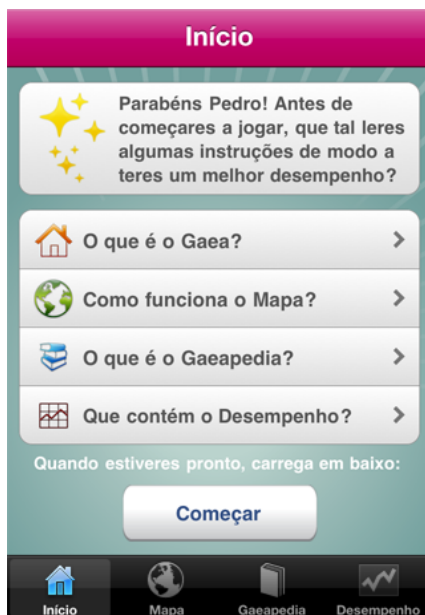 Início
Parabéns Pedro! Antes de
começares a jogar, que tal leres
algumas instruções de modo a
teres um melhor desempenho?
O que é o Gaea?
Como funciona o Mapa?
O que é o Gaeapedia?
Que contém o Desempenho?
Quando estiveres pronto, carrega em baixo:
Começar
Início Mapa Gaeapedia Desempenho